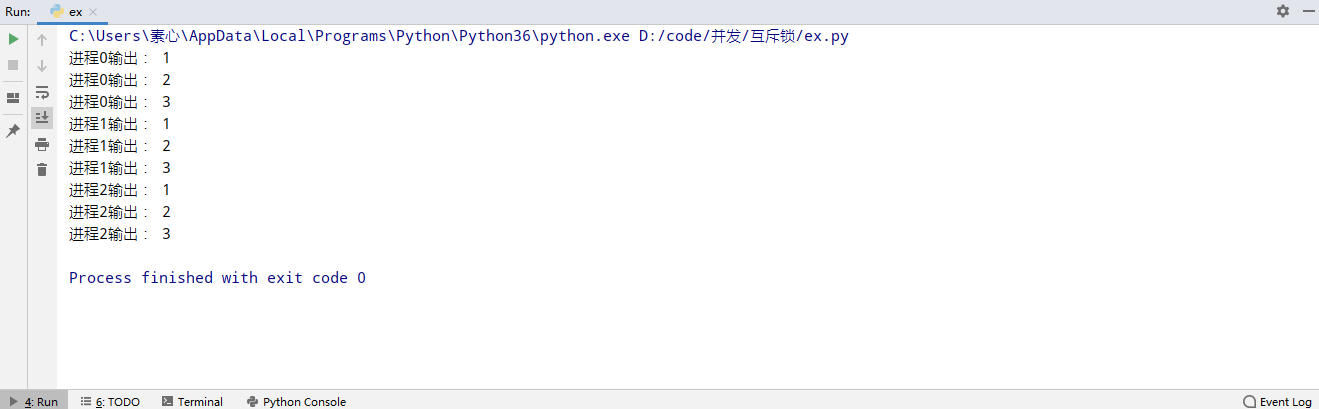 Run: ex
C:\Users\素心\AppData\Local\Programs\Python\Python36\python.exe D:/code/并发/互斥锁/ex.py
进程0输出： 1
进程0输出： 2
进程0输出： 3
进程1输出： 1
进程1输出： 2
进程1输出： 3
进程2输出： 1
进程2输出： 2
进程2输出： 3
Process finished with exit code 0
4: Run 6: TODO Terminal Python Console Event Log